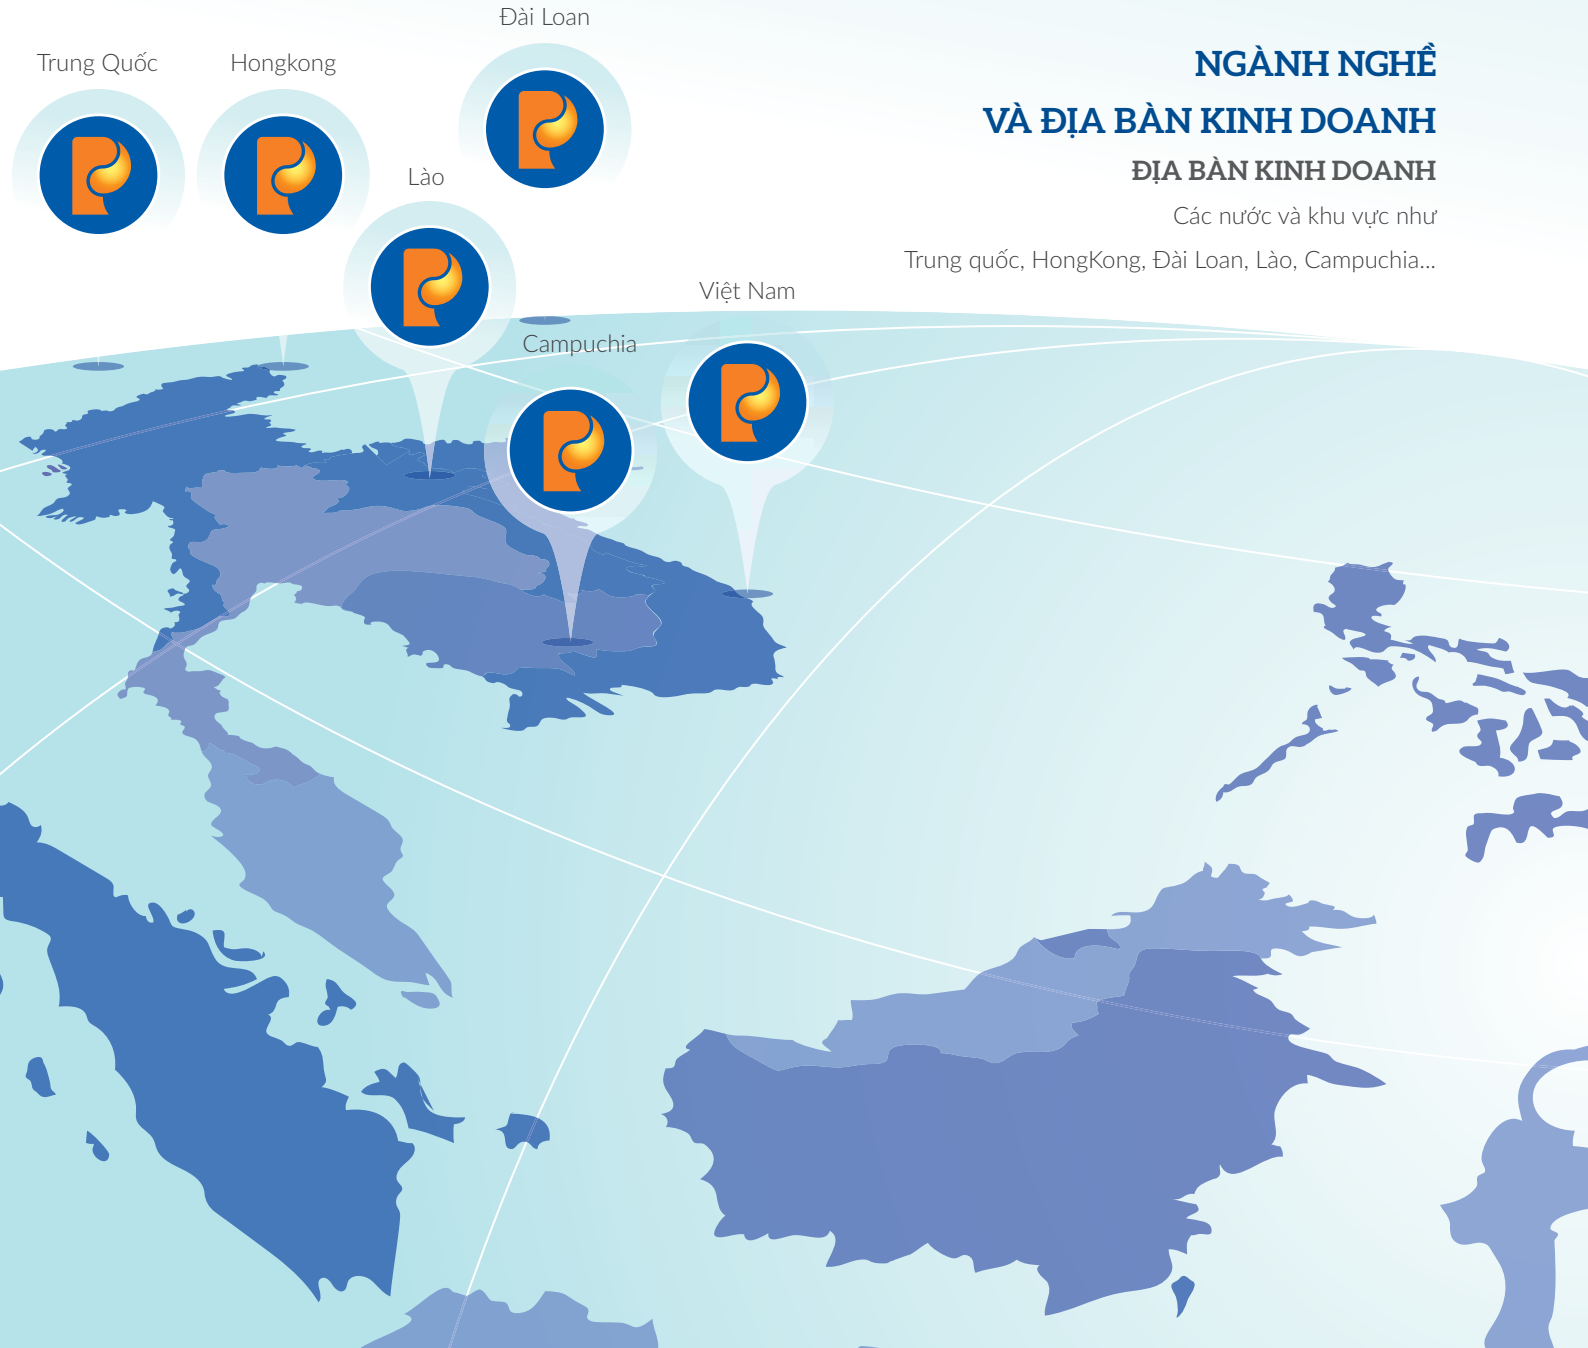 Đài Loan
Trung Quốc
Hongkong
NGÀNH NGHỀ
VÀ ĐỊA BÀN KINH DOANH
ĐỊA BÀN KINH DOANH
Các nước và khu vực như
Trung quốc, HongKong, Đài Loan, Lào, Campuchia...
Lào
Việt Nam
Campuchia